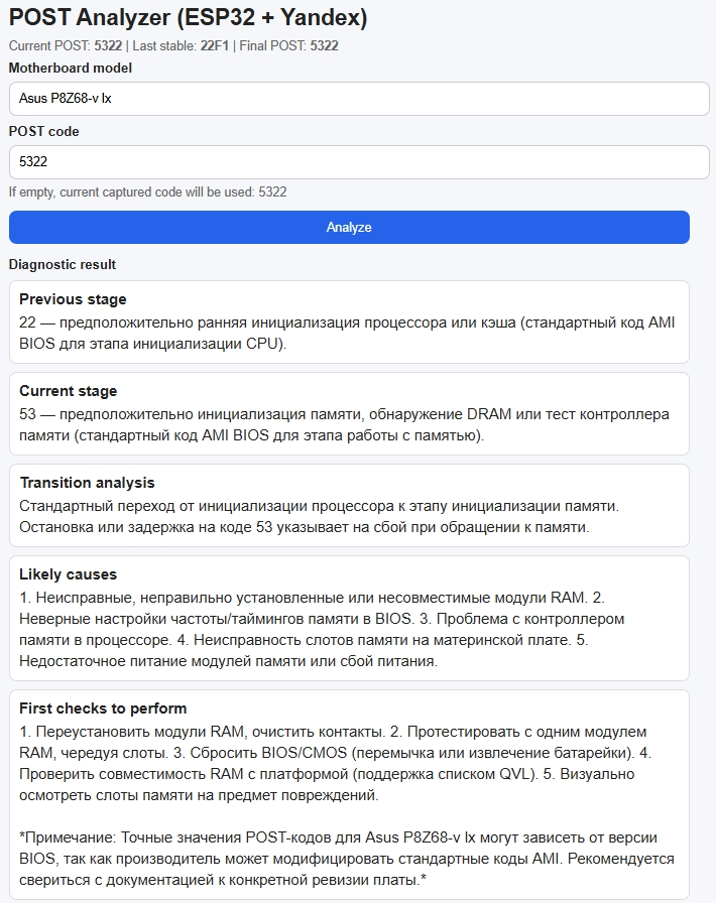 POST Analyzer (ESP32 + Yandex)
Current POST: 5322 | Last stable: 22F1 | Final POST: 5322
Motherboard model
Asus P8Z68-v lx
POST code
5322
If empty, current captured code will be used: 5322
Analyze
Diagnostic result
Previous stage
22 — предположительно ранняя инициализация процессора или кэша (стандартный код AMI
BIOS для этапа инициализации CPU).
Current stage
53 — предположительно инициализация памяти, обнаружение DRAM или тест контроллера
памяти (стандартный код AMI BIOS для этапа работы с памятью).
Transition analysis
Стандартный переход от инициализации процессора к этапу инициализации памяти.
Остановка или задержка на коде 53 указывает на сбой при обращении к памяти.
Likely causes
1. Неисправные, неправильно установленные или несовместимые модули RAM. 2.
Неверные настройки частоты/таймингов памяти в BIOS. 3. Проблема с контроллером
памяти в процессоре. 4. Неисправность слотов памяти на материнской плате. 5.
Недостаточное питание модулей памяти или сбой питания.
First checks to perform
1. Переустановить модули RAM, очистить контакты. 2. Протестировать с одним модулем
RAM, чередуя слоты. 3. Сбросить BIOS/CMOS (перемычка или извлечение батарейки). 4.
Проверить совместимость RAM с платформой (поддержка списком QVL). 5. Визуально
осмотреть слоты памяти на предмет повреждений.
*Примечание: Точные значения POST-кодов для Asus P8Z68-v lx могут зависеть от версии
BIOS, так как производитель может модифицировать стандартные коды AMI. Рекомендуется
свериться с документацией к конкретной ревизии платы.*